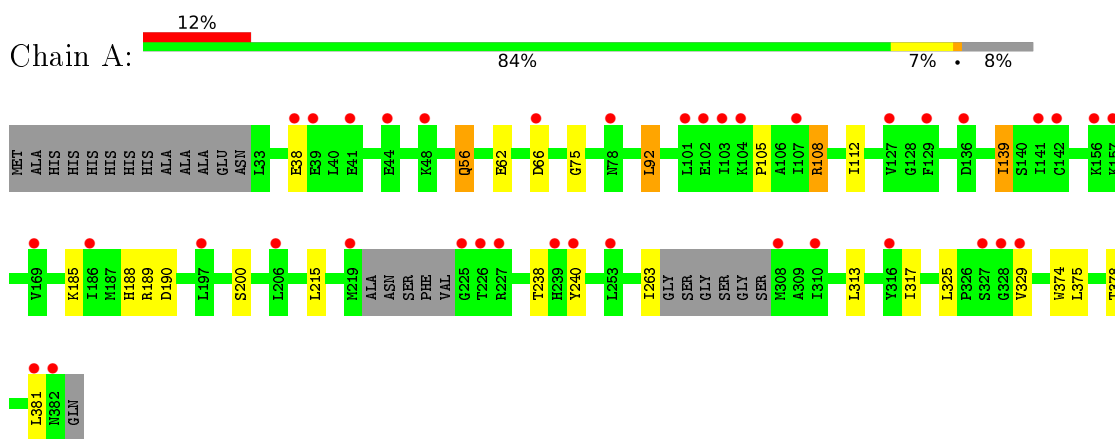 12%
Chain A:
84% 7% • 8%
MET ALA HIS HIS HIS HIS HIS HIS ALA ALA ALA GLU ASN L33 E38 E39 L40 E41 E44 K48 Q56 E62 D66 G75 N78 L92 L101 E102 I103 K104 P105 A106 I107 R108 I112 V127 G128 F129 D136 I139 S140 I141 C142 K156 K157
V169 K185 I186 M187 H188 R189 D190 L197 S200 L206 L215 M219 ALA ASN SER PHE VAL G225 T226 R227 T238 H239 Y240 L253 I263 GLY SER GLY SER GLY SER M308 A309 I310 L313 Y316 I317 L325 P326 S327 G328 V329 W374 L375 T378
L381 N382 GLN